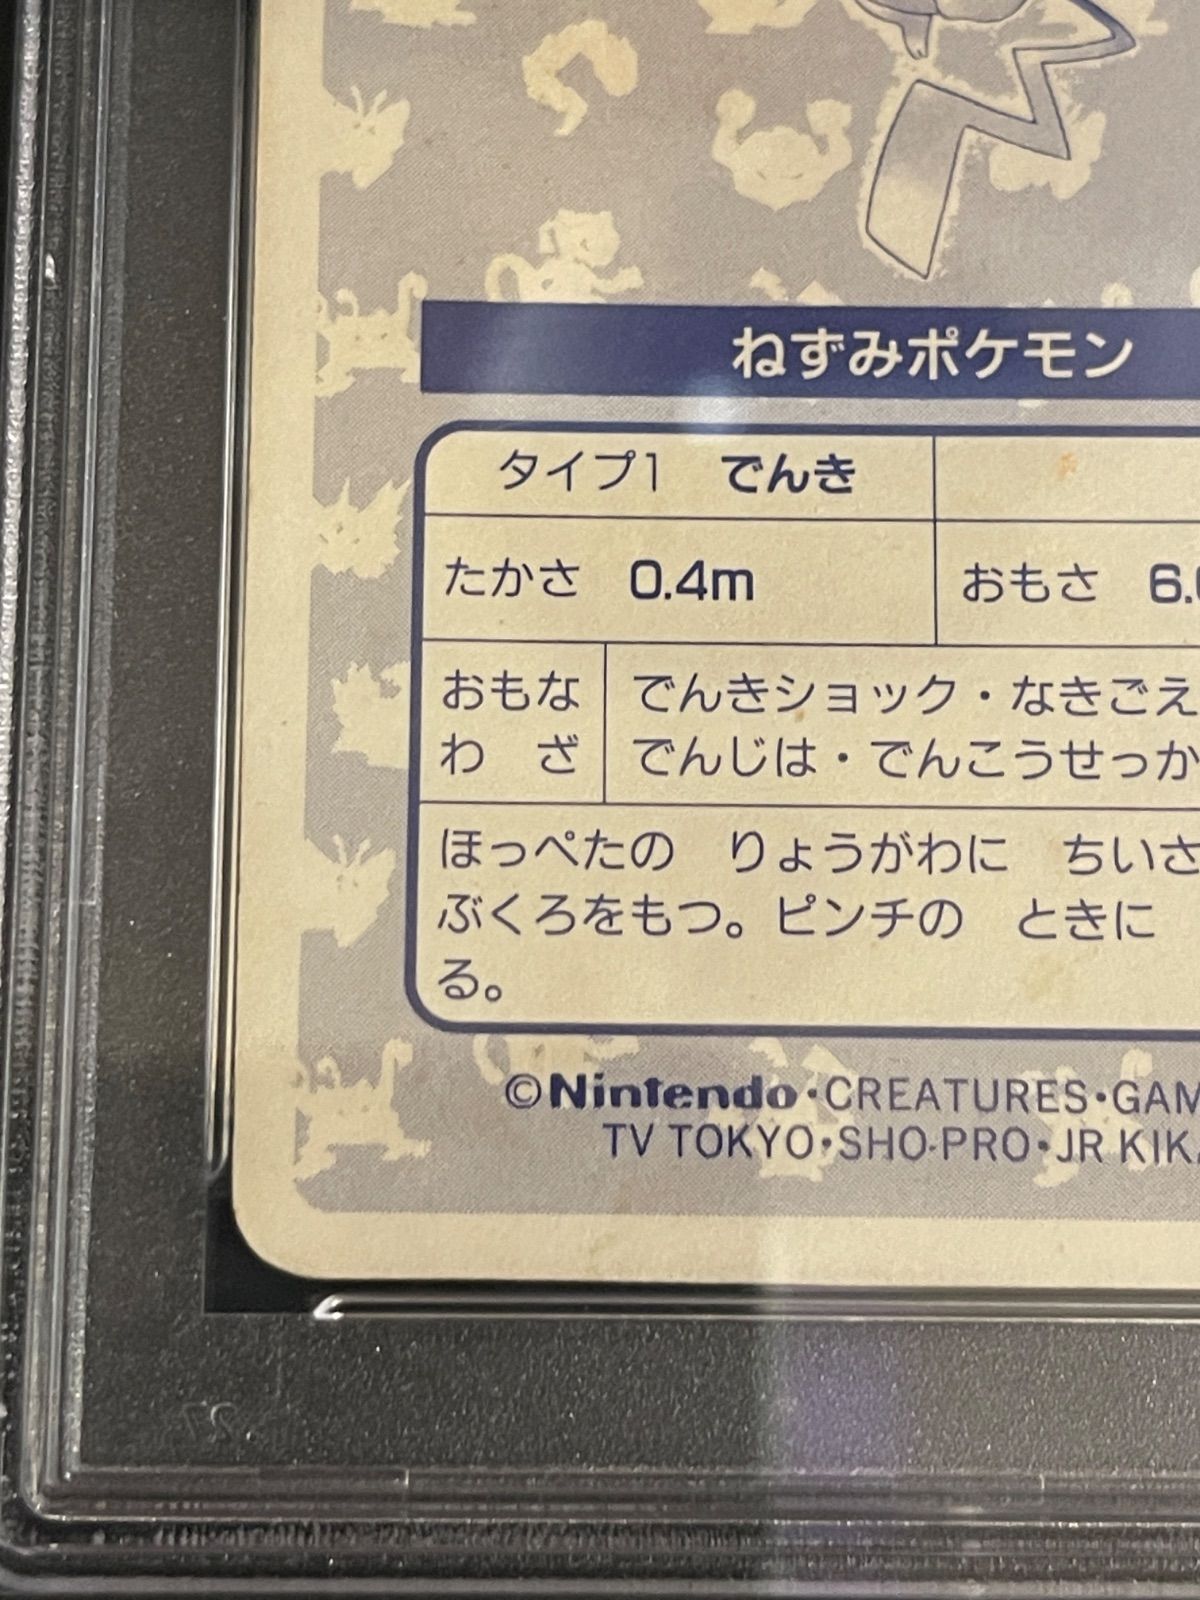 ねずみポケモン
タイプ1 でんき
たかさ 0.4m おもさ 6.
おもな わざ でんきショック・なきごえ
でんじは・でんこうせっか
ほっぺたの りょうがわに ちいさ
ぶくろをもつ。ピンチの ときに
る。
©Nintendo・CREATURES・GAM
TV TOKYO・SHO-PRO・JR KIK
27